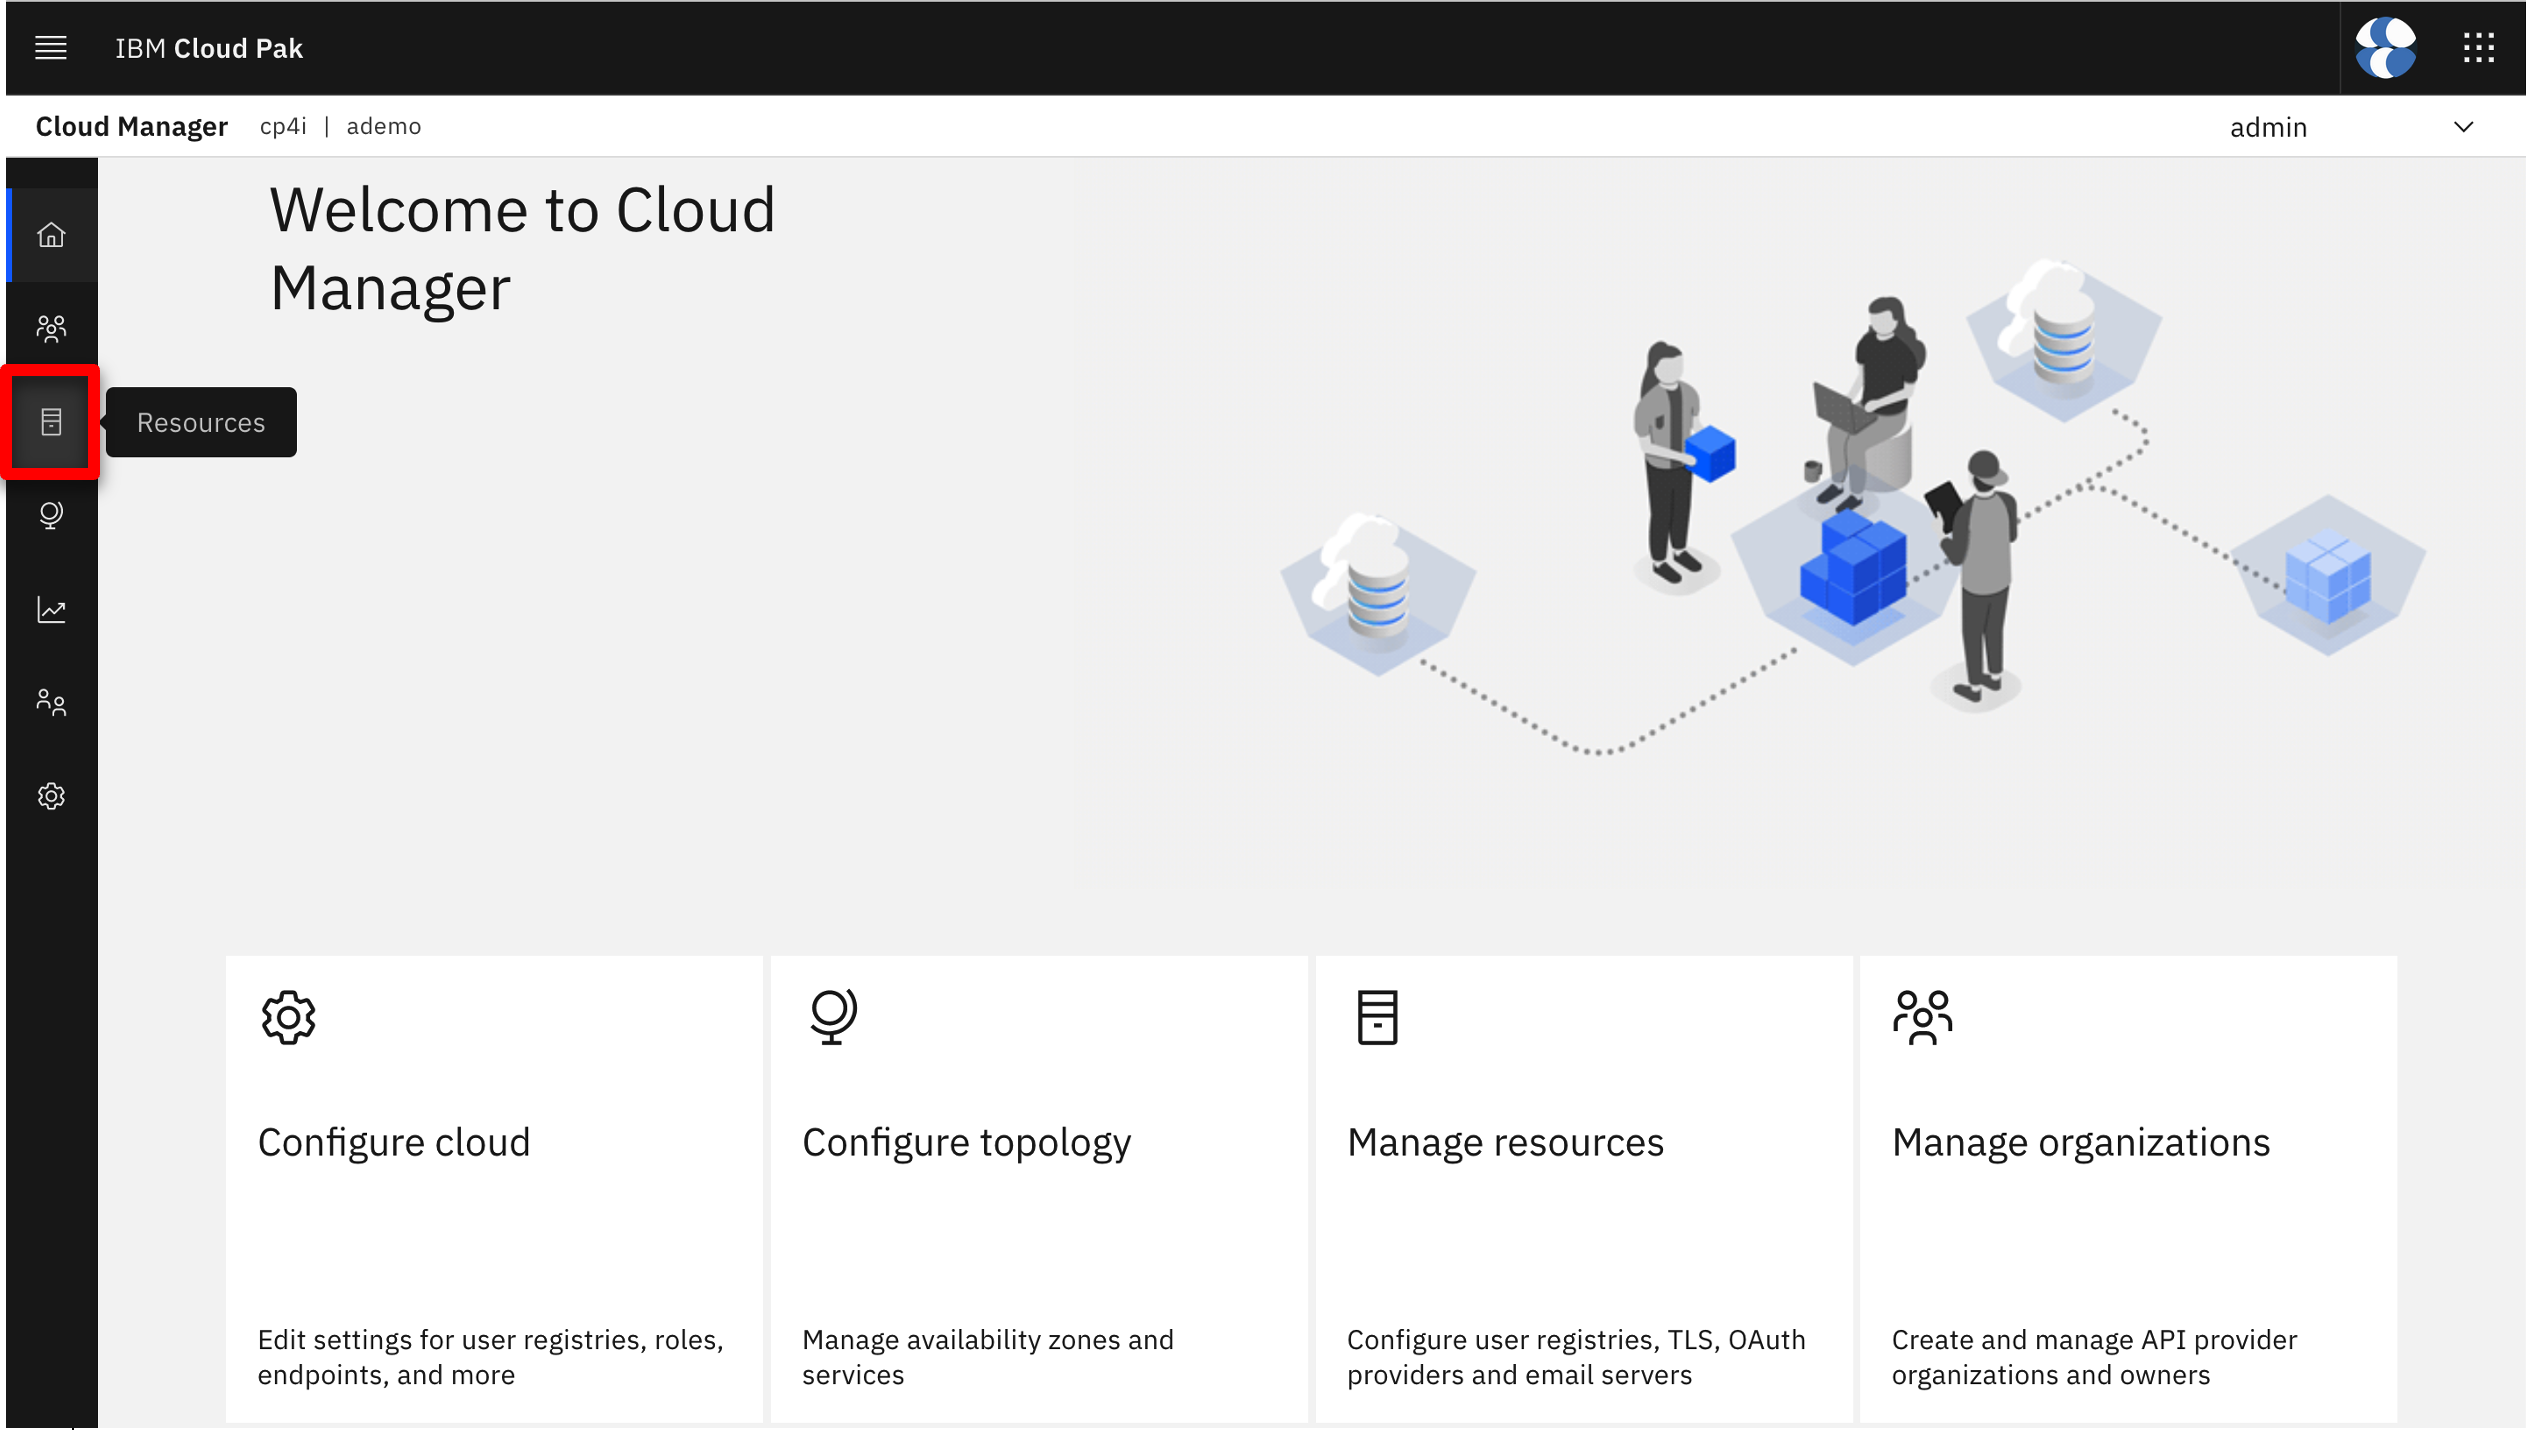 IBM Cloud Pak
Cloud Manager cp4i | ademo
admin
Welcome to Cloud
Manager
Resources
Configure cloud
Edit settings for user registries, roles,
endpoints, and more
Configure topology
Manage availability zones and
services
Manage resources
Configure user registries, TLS, OAuth
providers and email servers
Manage organizations
Create and manage API provider
organizations and owners